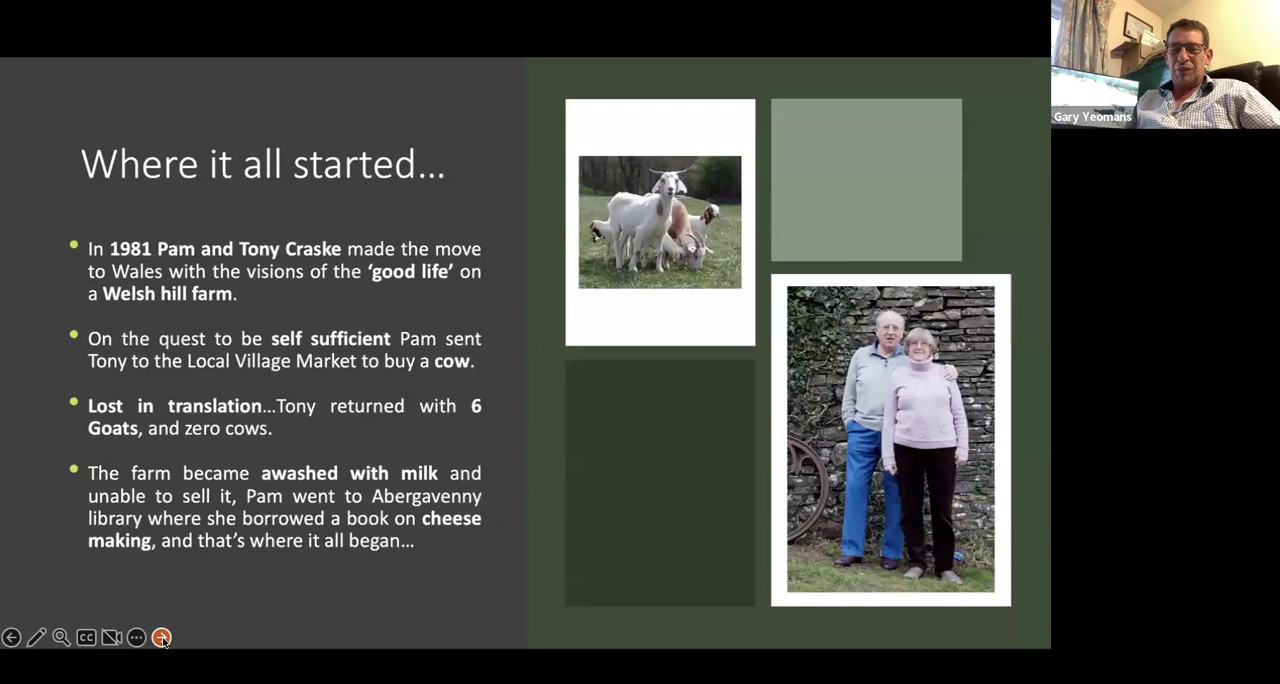 Where it all started...
In 1981 Pam and Tony Craske made the move
to Wales with the visions of the ‘good life’ on
a Welsh hill farm.
On the quest to be self sufficient Pam sent
Tony to the Local Village Market to buy a cow.
Lost in translation...Tony returned with 6
Goats, and zero cows.
The farm became awashed with milk and
unable to sell it, Pam went to Abergavenny
library where she borrowed a book on cheese
making, and that’s where it all began...
CC
Gary Yeomans